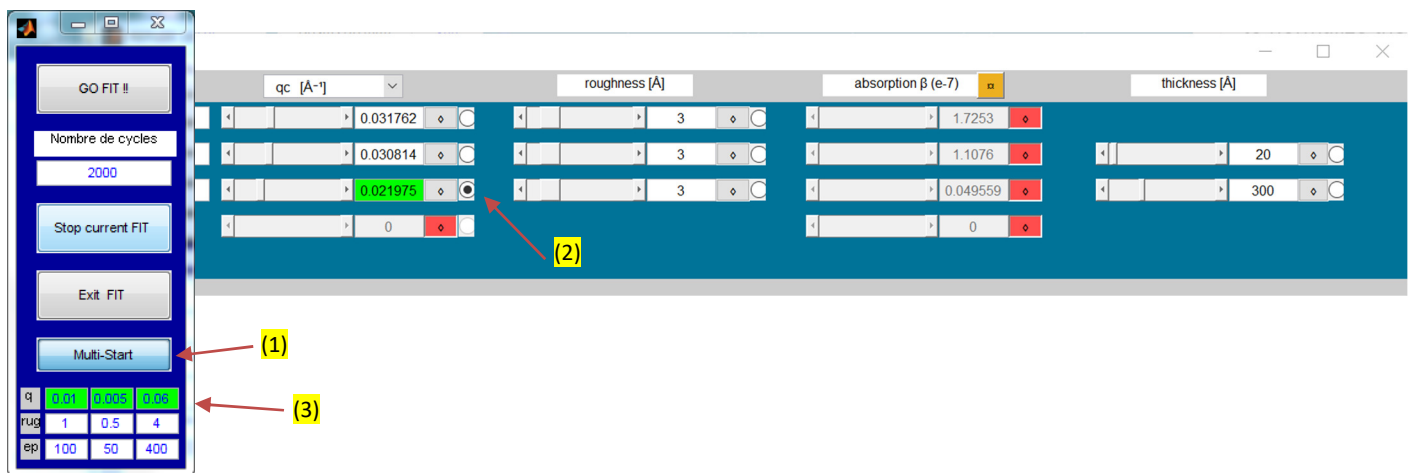 GO FIT !!
Nombre de cycles
2000
Stop current FIT
Exit FIT
Multi-Start
q 0.01 0.005 0.06
rug 1 0.5 4
ep 100 50 400
qc [Å-¹] roughness [Å] absorption β (e-7) ¤ thickness [Å]
0.031762 ◊ 3 ◊ 1.7253 ◊
0.030814 ◊ 3 ◊ 1.1076 ◊ 20 ◊
0.021975 ◊ 3 ◊ 0.049559 ◊ 300 ◊
0 ◊ 0 ◊
(2)
(1)
(3)